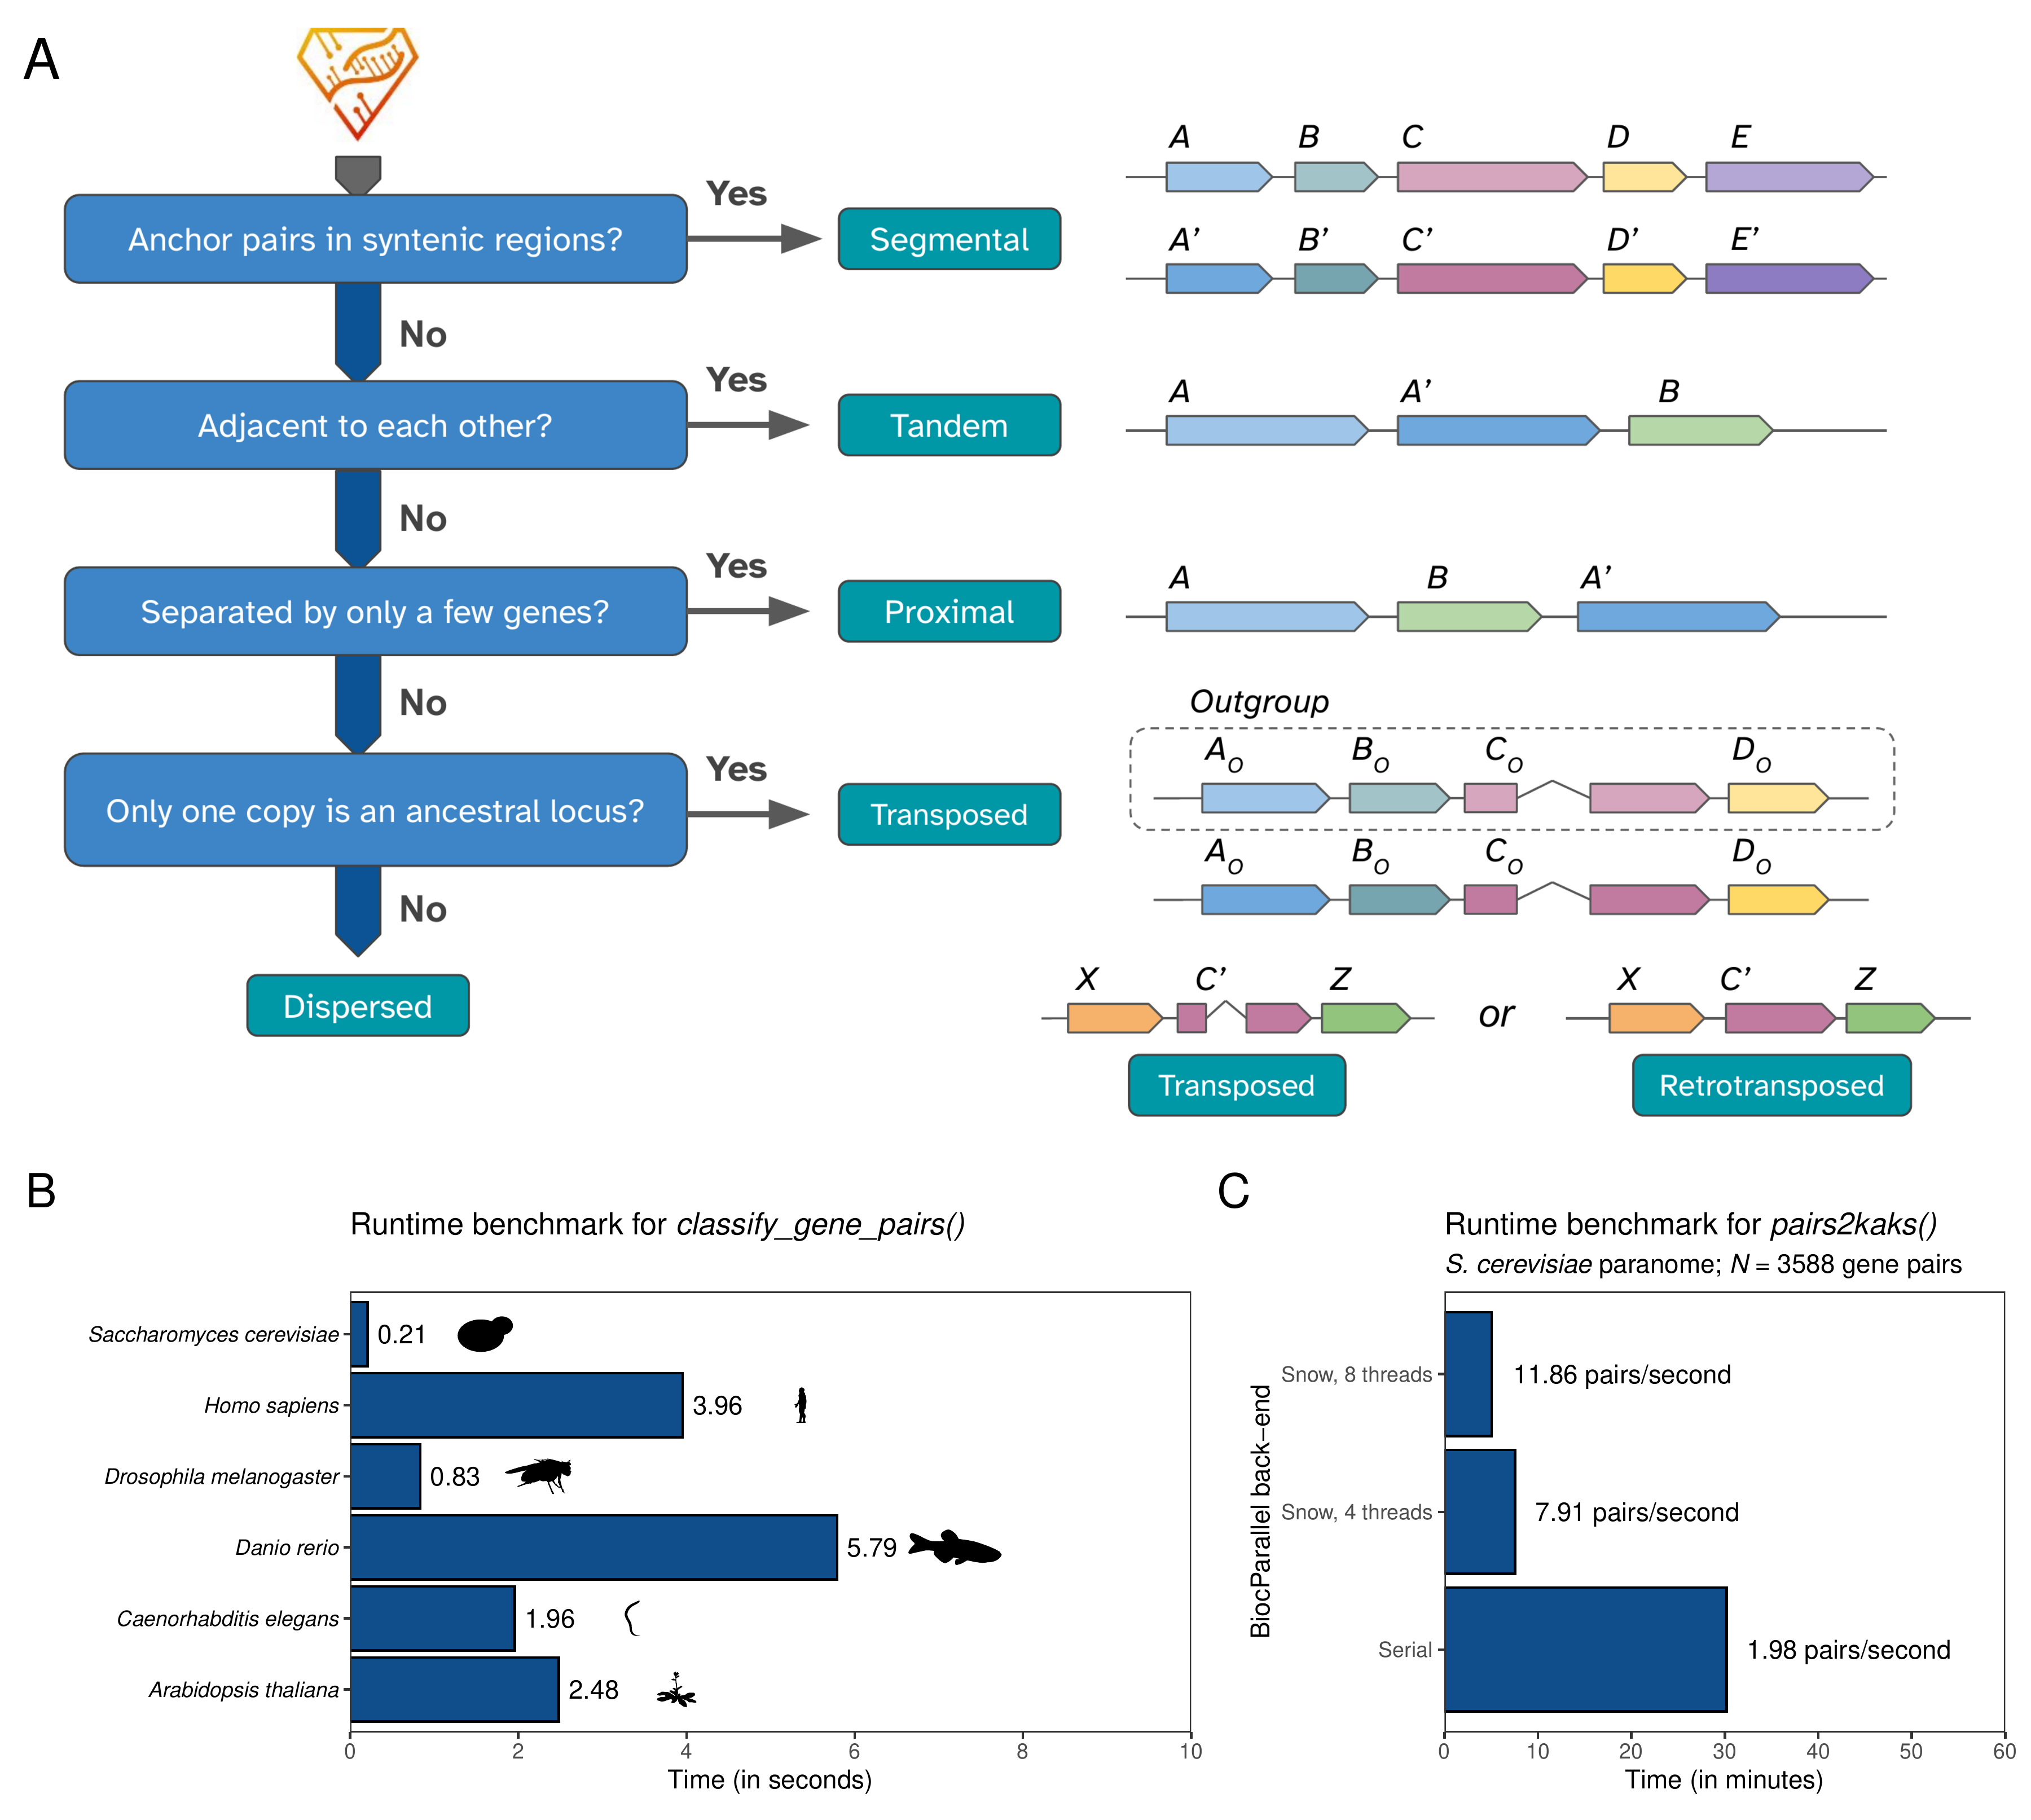 A
A B C D E
Yes
Anchor pairs in syntenic regions?
Segmental
A’ B’ C’ D’ E’
No
Yes
A A’ B
Adjacent to each other?
Tandem
No
Yes
A B A’
Separated by only a few genes?
Proximal
No
Outgroup
Yes
A_O B_O C_O D_O
Only one copy is an ancestral locus?
Transposed
A_O B_O C_O D_O
No
X C’ Z
or
X C’ Z
Dispersed
Transposed
Retrotransposed
B
Runtime benchmark for classify_gene_pairs()
Saccharomyces cerevisiae 0.21
Homo sapiens 3.96
Drosophila melanogaster 0.83
Danio rerio 5.79
Caenorhabditis elegans 1.96
Arabidopsis thaliana 2.48
0 2 4 6 8 10
Time (in seconds)
C
Runtime benchmark for pairs2kaks()
S. cerevisiae paranome; N = 3588 gene pairs
BiocParallel back−end
Snow, 8 threads 11.86 pairs/second
Snow, 4 threads 7.91 pairs/second
Serial 1.98 pairs/second
0 10 20 30 40 50 60
Time (in minutes)